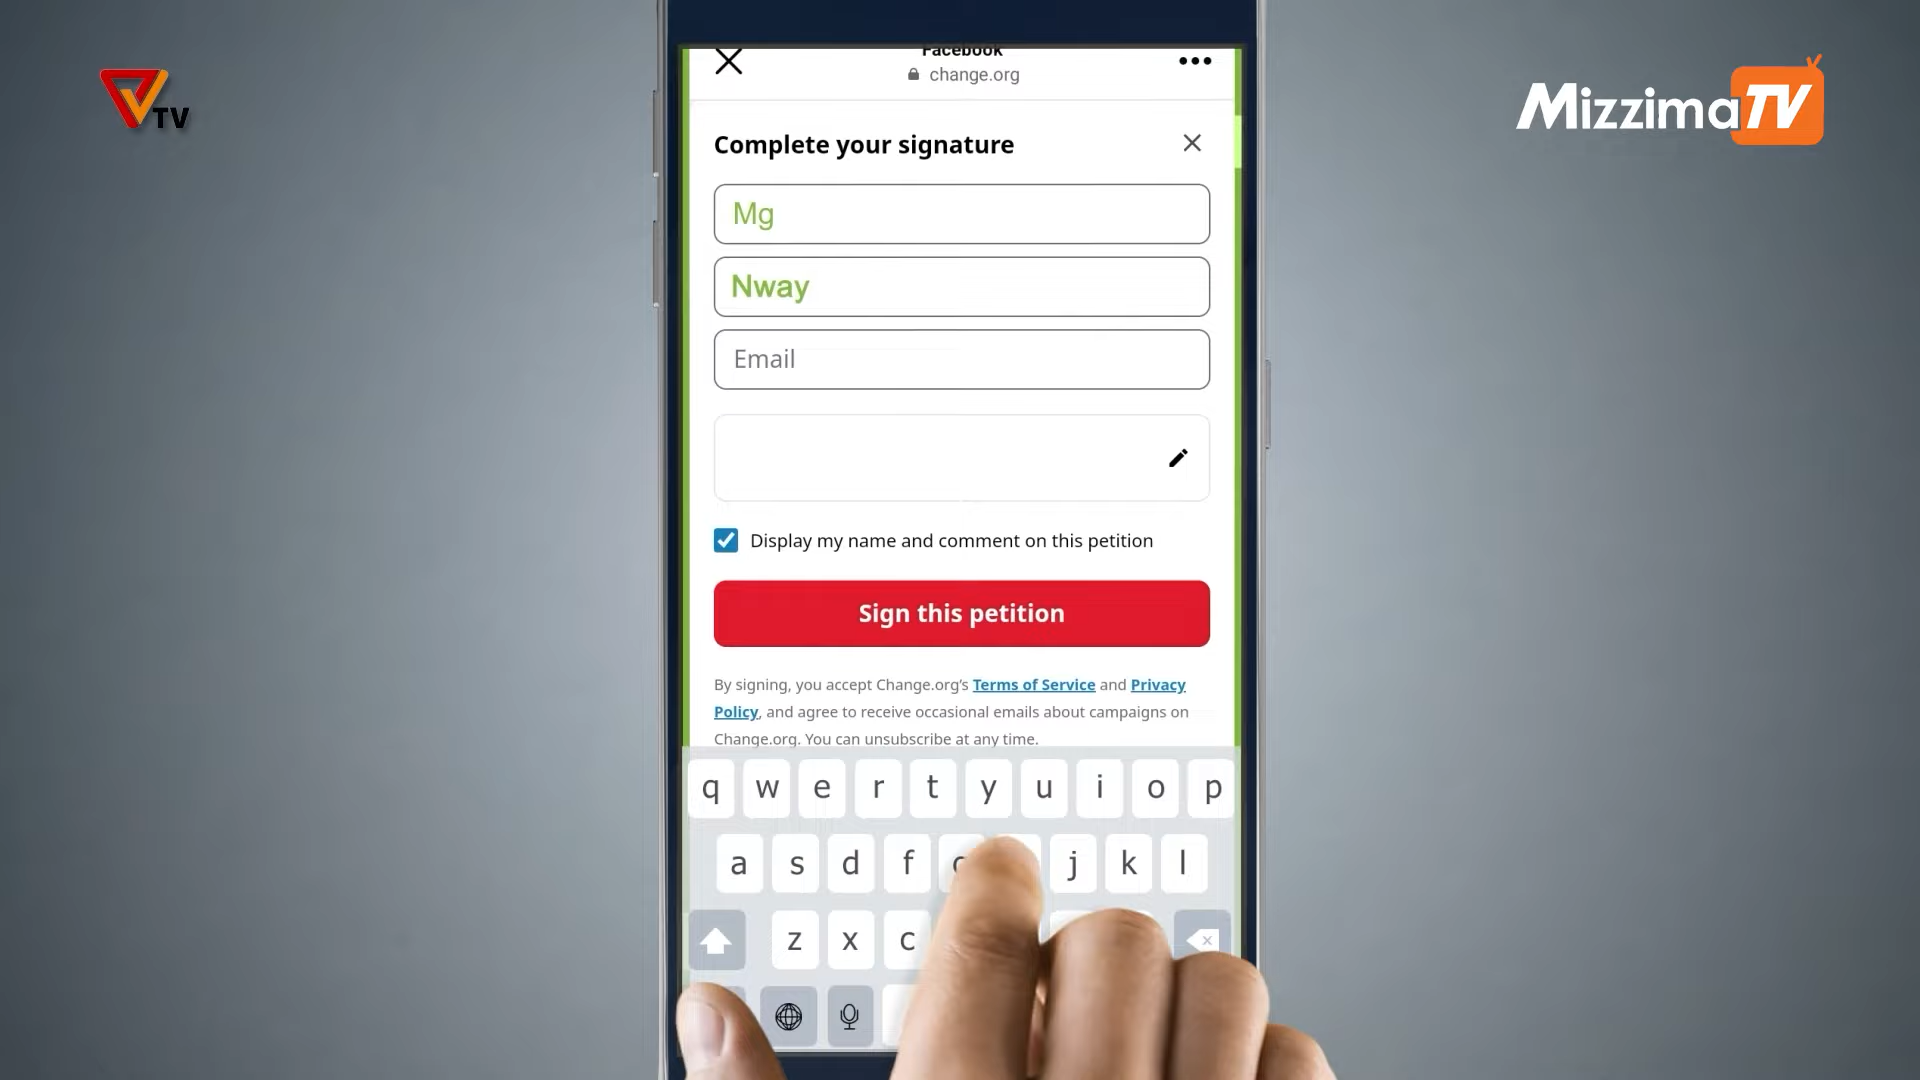 Facebook
change.org
TV
MizzimaTV
Complete your signature
Mg
Nway
Email
Display my name and comment on this petition
Sign this petition
By signing, you accept Change.org's Terms of Service and Privacy
Policy, and agree to receive occasional emails about campaigns on
Change.org. You can unsubscribe at any time.
q w e r t y u i o p
a s d f j k l
z x c